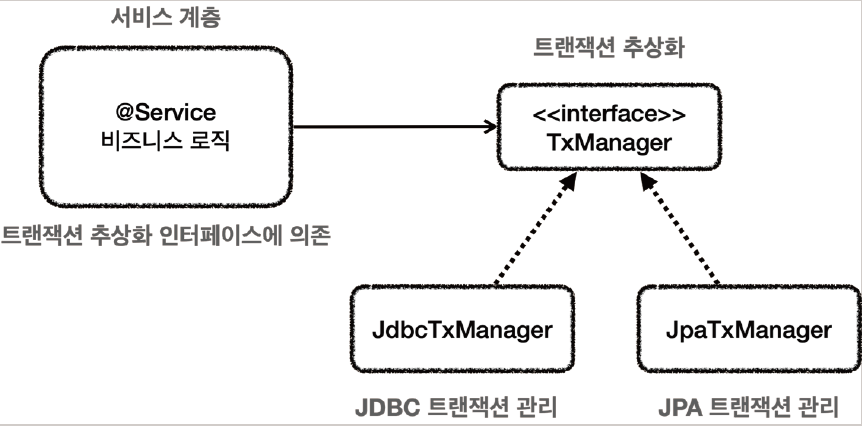 서비스 계층
트랜잭션 추상화
@Service
비즈니스 로직
<<interface>>
TxManager
트랜잭션 추상화 인터페이스에 의존
JdbcTxManager
JpaTxManager
JDBC 트랜잭션 관리
JPA 트랜잭션 관리